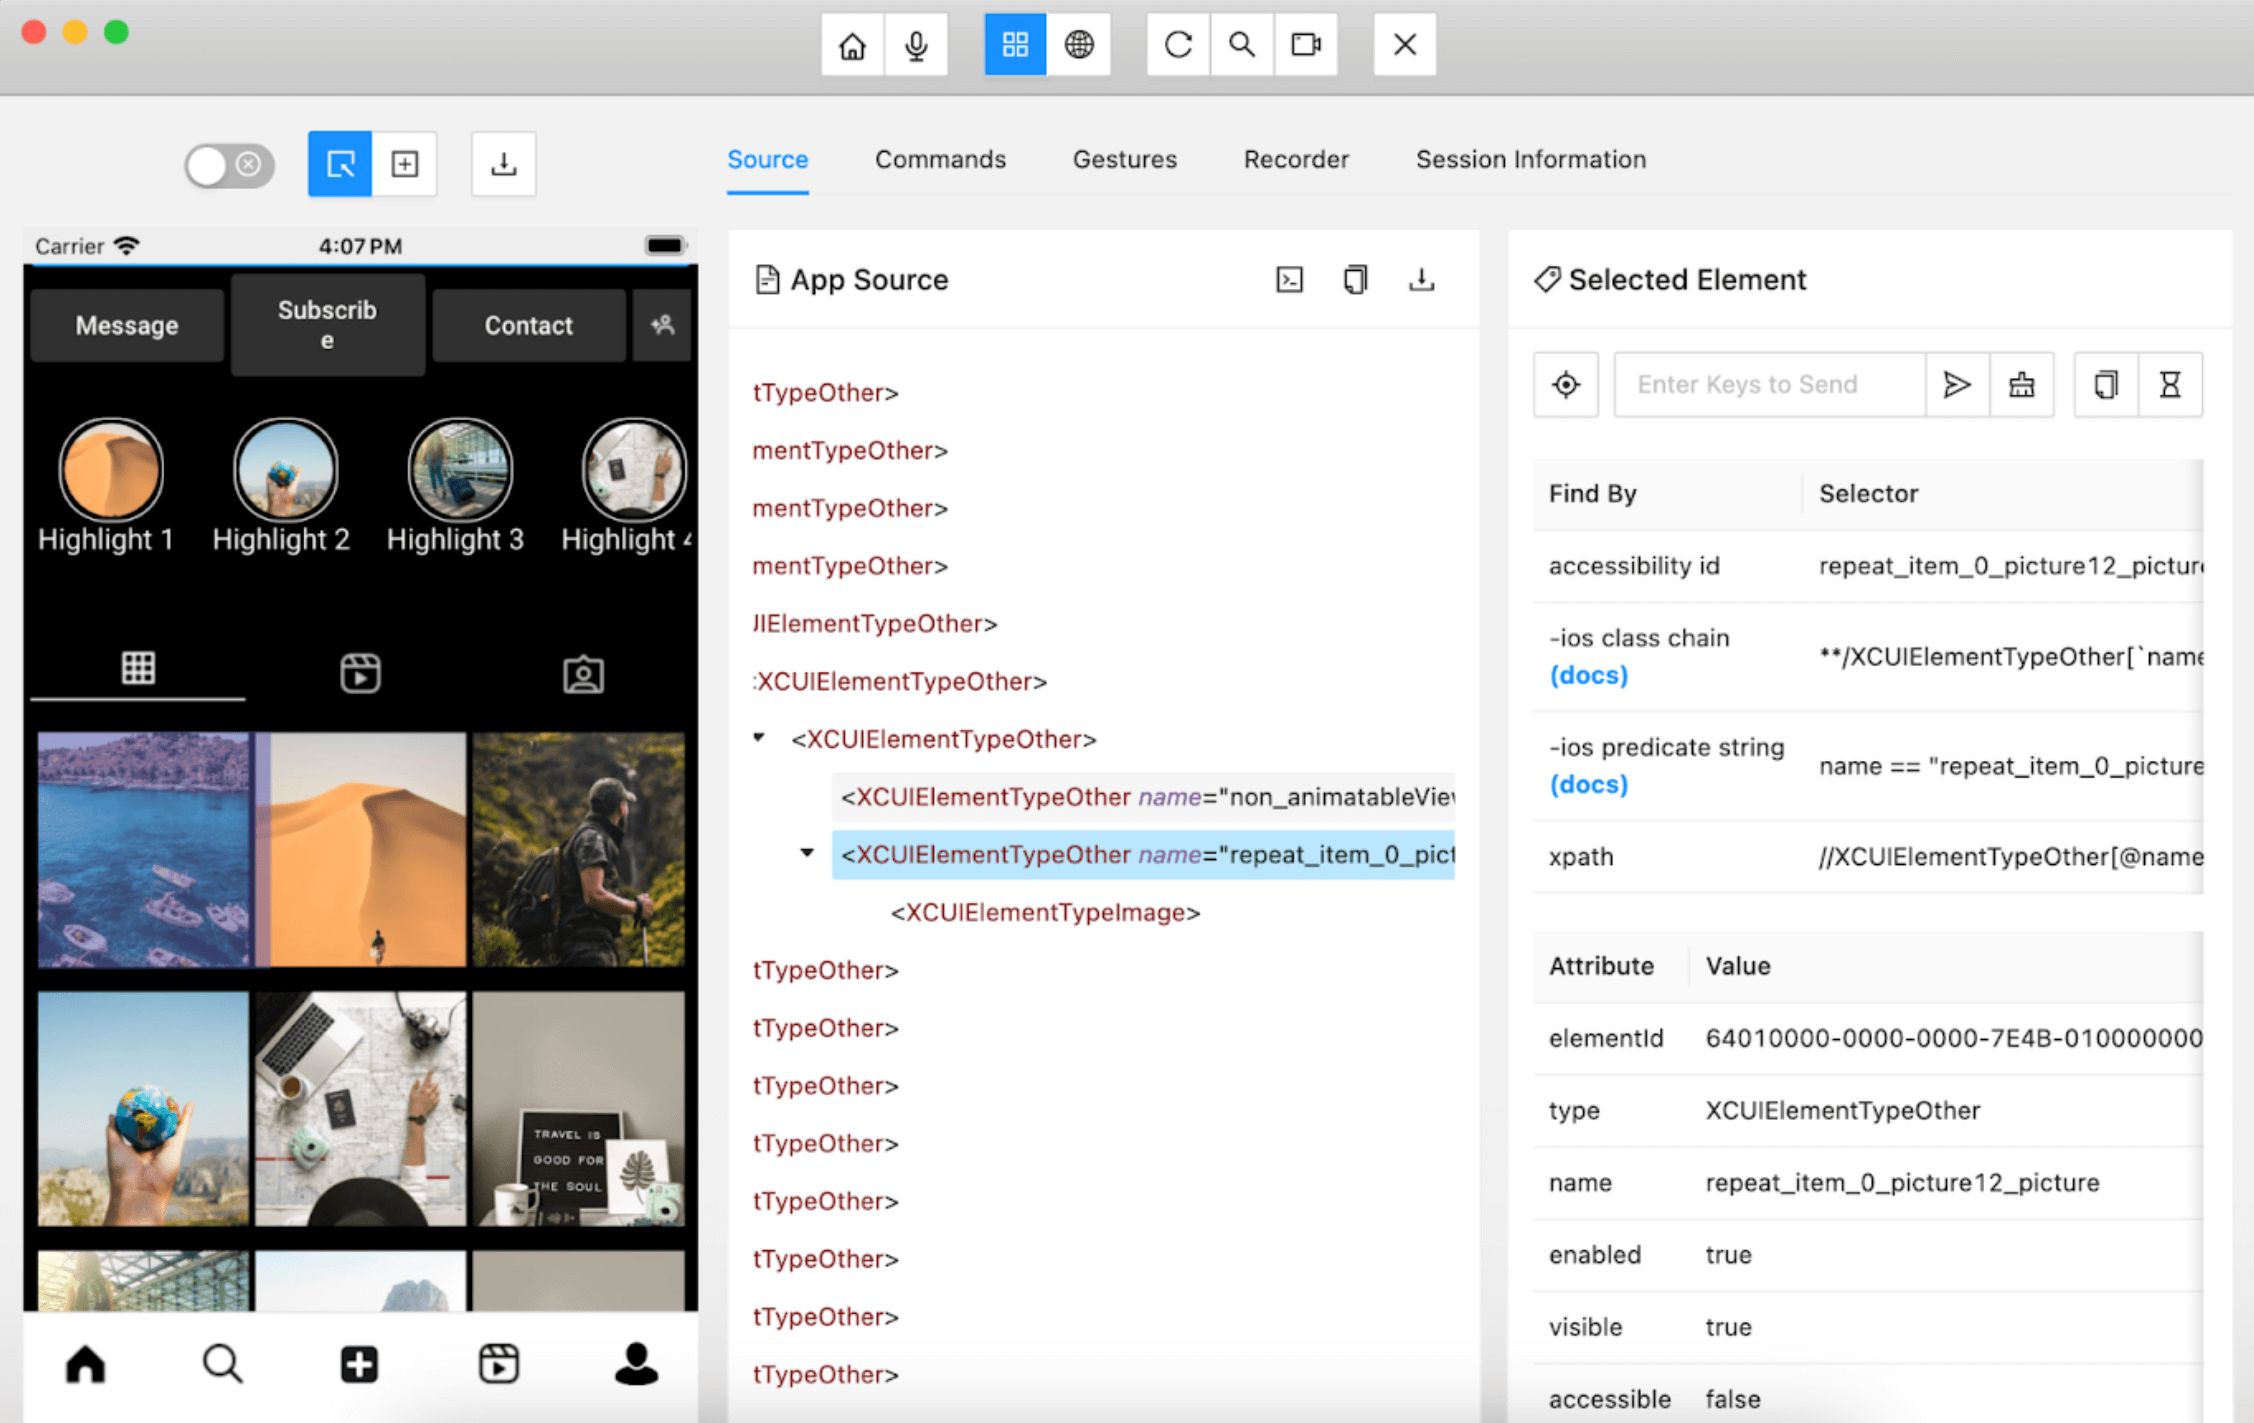 Source
Commands
Gestures
Recorder
Session Information
Carrier
4:07 PM
Message
Subscrib
e
Contact
Highlight 1
Highlight 2
Highlight 3
Highlight 4
TRAVEL IS
GOOD FOR
THE SOUL
App Source
tTypeOther>
mentTypeOther>
mentTypeOther>
mentTypeOther>
IElementTypeOther>
:XCUIElementTypeOther>
<XCUIElementTypeOther>
<XCUIElementTypeOther name="non_animatableView
<XCUIElementTypeOther name="repeat_item_0_pict
<XCUIElementTypeImage>
tTypeOther>
tTypeOther>
tTypeOther>
tTypeOther>
tTypeOther>
tTypeOther>
tTypeOther>
tTypeOther>
Selected Element
Enter Keys to Send
Find By
Selector
accessibility id
repeat_item_0_picture12_picture
-ios class chain
(docs)
**/XCUIElementTypeOther[`name
-ios predicate string
(docs)
name == "repeat_item_0_picture
xpath
//XCUIElementTypeOther[@name
Attribute
Value
elementId
64010000-0000-0000-7E4B-010000000
type
XCUIElementTypeOther
name
repeat_item_0_picture12_picture
enabled
true
visible
true
accessible
false